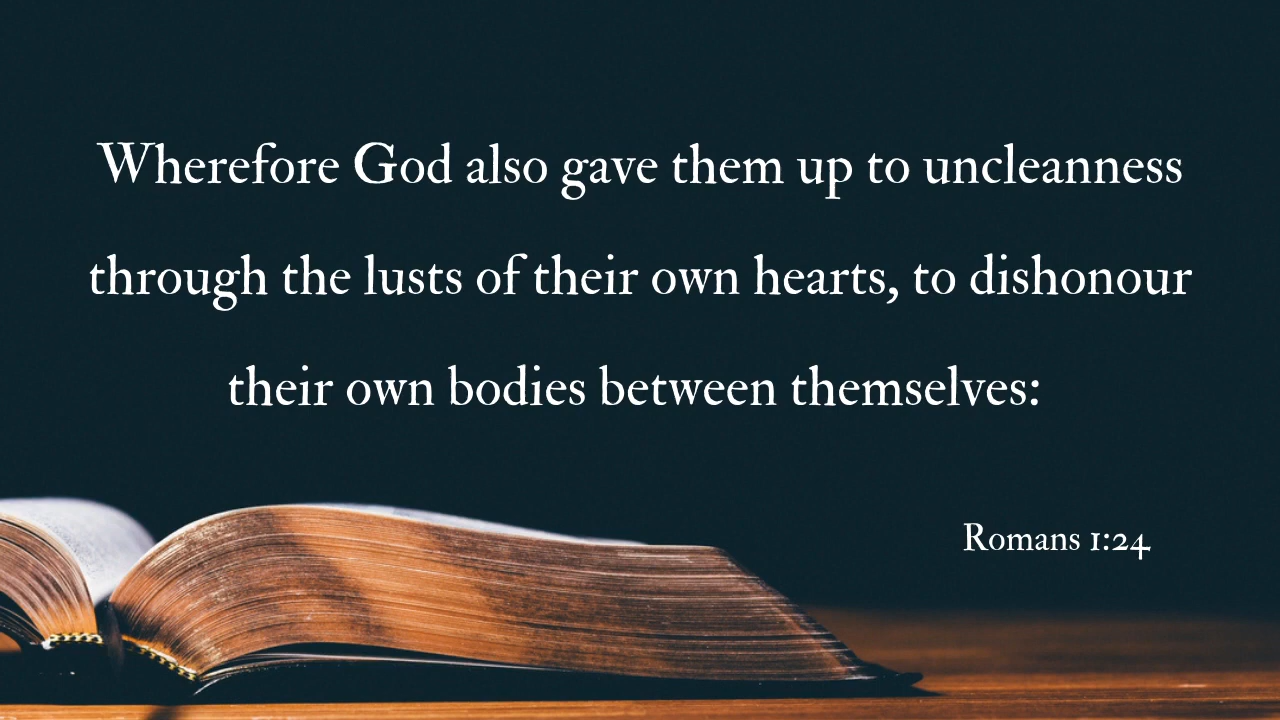 Wherefore God also gave them up to uncleanness
through the lusts of their own hearts, to dishonour
their own bodies between themselves:
Romans 1:24